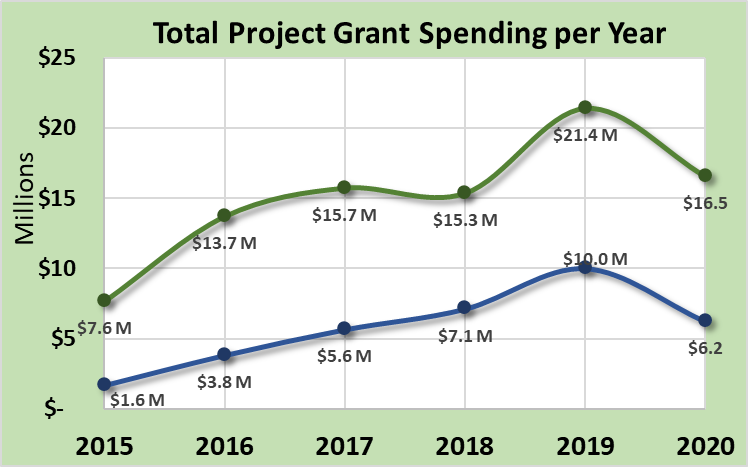 Total Project Grant Spending per Year
$25
$20
$15
$10
$5
$-
Millions
$7.6 M
$13.7 M
$15.7 M
$15.3 M
$21.4 M
$16.5
$1.6 M
$3.8 M
$5.6 M
$7.1 M
$10.0 M
$6.2
2015 2016 2017 2018 2019 2020